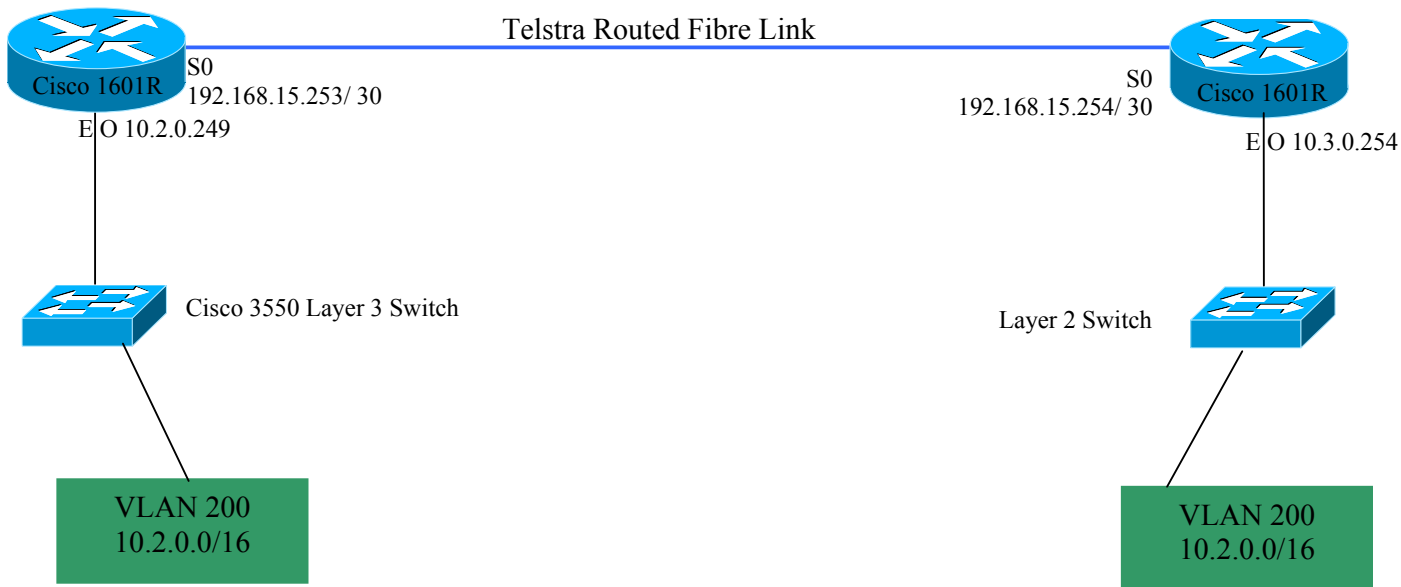 Telstra Routed Fibre Link
Cisco 1601R
S0
192.168.15.253/ 30
E O 10.2.0.249
S0
192.168.15.254/ 30
Cisco 1601R
E O 10.3.0.254
Cisco 3550 Layer 3 Switch
Layer 2 Switch
VLAN 200
10.2.0.0/16
VLAN 200
10.2.0.0/16